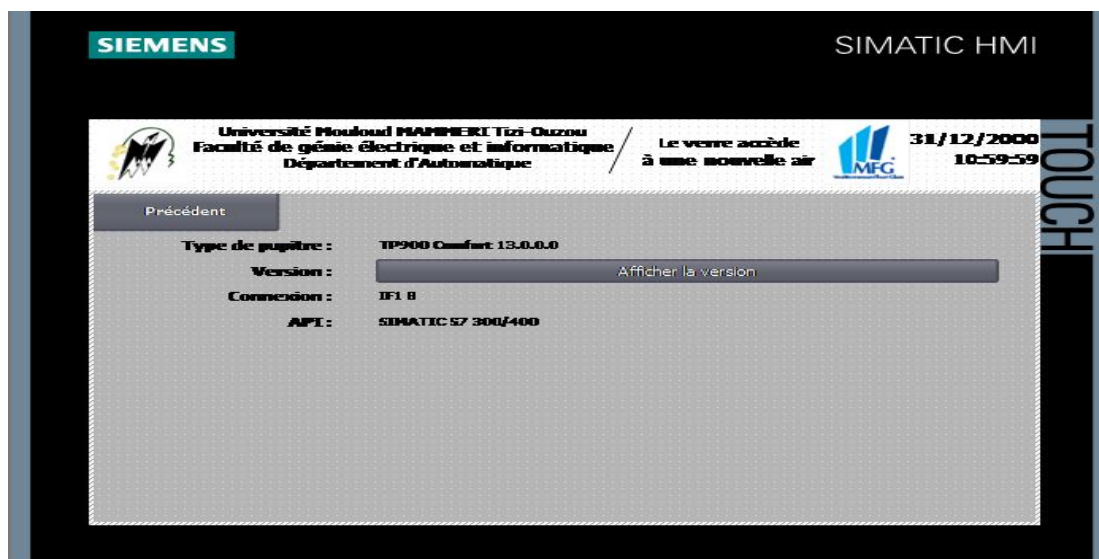 SIEMENS
SIMATIC HMI
TOUCH
Université Mouloud MAMMERI Tizi-Ouzou
Faculté de génie électrique et informatique
Département d'Automatique
Le verre accède
à une nouvelle air
MFG
31/12/2000
10:59:59
Précédent
Type de pupitre : TP900 Comfort 13.0.0.0
Version : Afficher la version
Connexion : IF1 B
API : SIMATIC S7 300/400